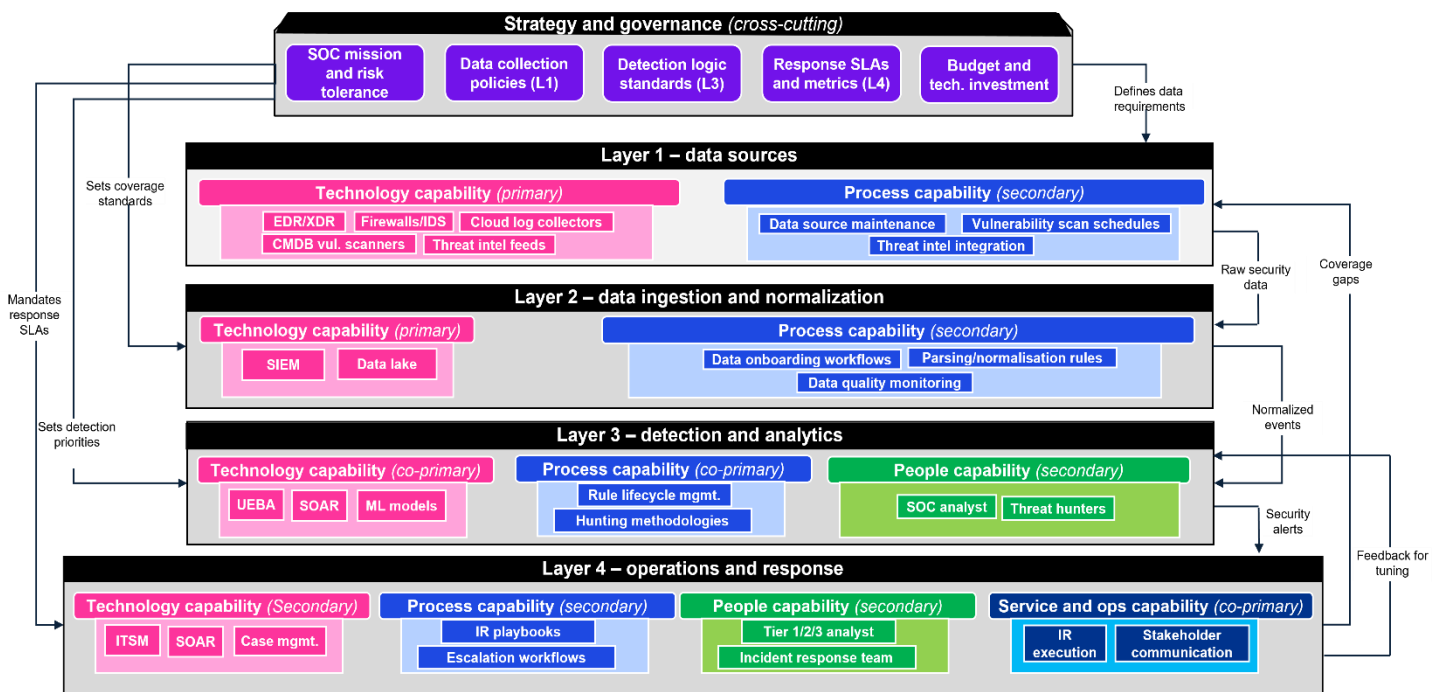 Strategy and governance (cross-cutting)
SOC mission
and risk
tolerance
Data collection
policies (L1)
Detection logic
standards (L3)
Response SLAs
and metrics (L4)
Budget and
tech. investment
Defines data
requirements
Layer 1 – data sources
Technology capability (primary)
EDR/XDR
Firewalls/IDS
Cloud log collectors
CMDB vul. scanners
Threat intel feeds
Process capability (secondary)
Data source maintenance
Vulnerability scan schedules
Threat intel integration
Sets coverage
standards
Raw security
data
Coverage
gaps
Mandates
response
SLAs
Layer 2 – data ingestion and normalization
Technology capability (primary)
SIEM
Data lake
Process capability (secondary)
Data onboarding workflows
Parsing/normalisation rules
Data quality monitoring
Normalized
events
Sets detection
priorities
Layer 3 – detection and analytics
Technology capability (co-primary)
UEBA
SOAR
ML models
Process capability (co-primary)
Rule lifecycle mgmt.
Hunting methodologies
People capability (secondary)
SOC analyst
Threat hunters
Security
alerts
Feedback for
tuning
Layer 4 – operations and response
Technology capability (Secondary)
ITSM
SOAR
Case mgmt.
Process capability (secondary)
IR playbooks
Escalation workflows
People capability (secondary)
Tier 1/2/3 analyst
Incident response team
Service and ops capability (co-primary)
IR
execution
Stakeholder
communication